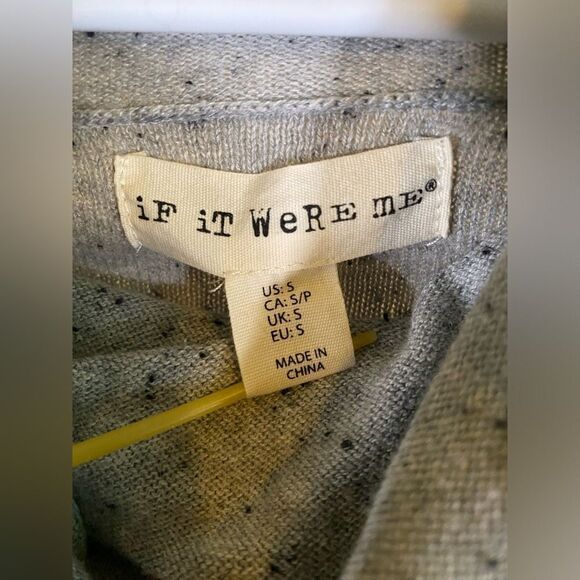 iF iT WeRE mE®
US: S
CA: S/P
UK: S
EU: S
MADE IN
CHINA